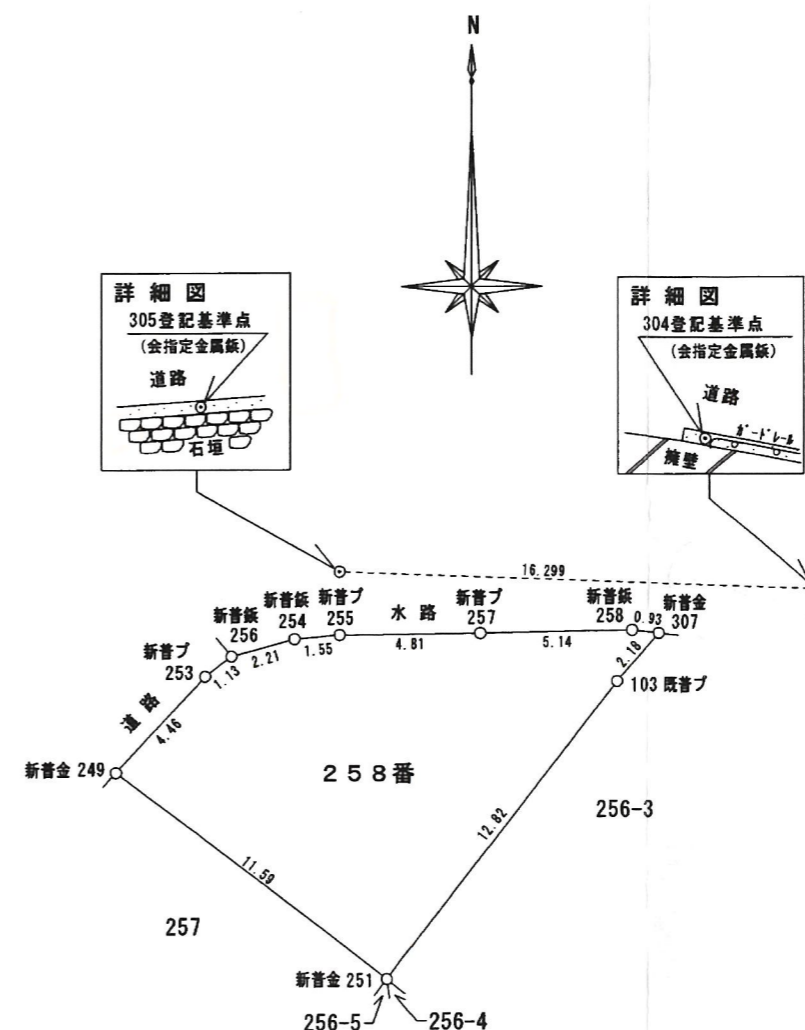 N
詳細図
305登記基準点
(会指定金属鋲)
道路
石垣
詳細図
304登記基準点
(会指定金属鋲)
道路
ガードレール
擁壁
16.299
新普プ
253
新普鋲
256
新普鋲
254
新普プ
255
水路
新普プ
257
新普鋲
258
0.93
新普金
307
1.13
2.21
1.55
4.81
5.14
2.18
103 既普プ
道路
4.46
新普金 249
258番
256-3
12.82
11.59
257
新普金 251
256-5
256-4